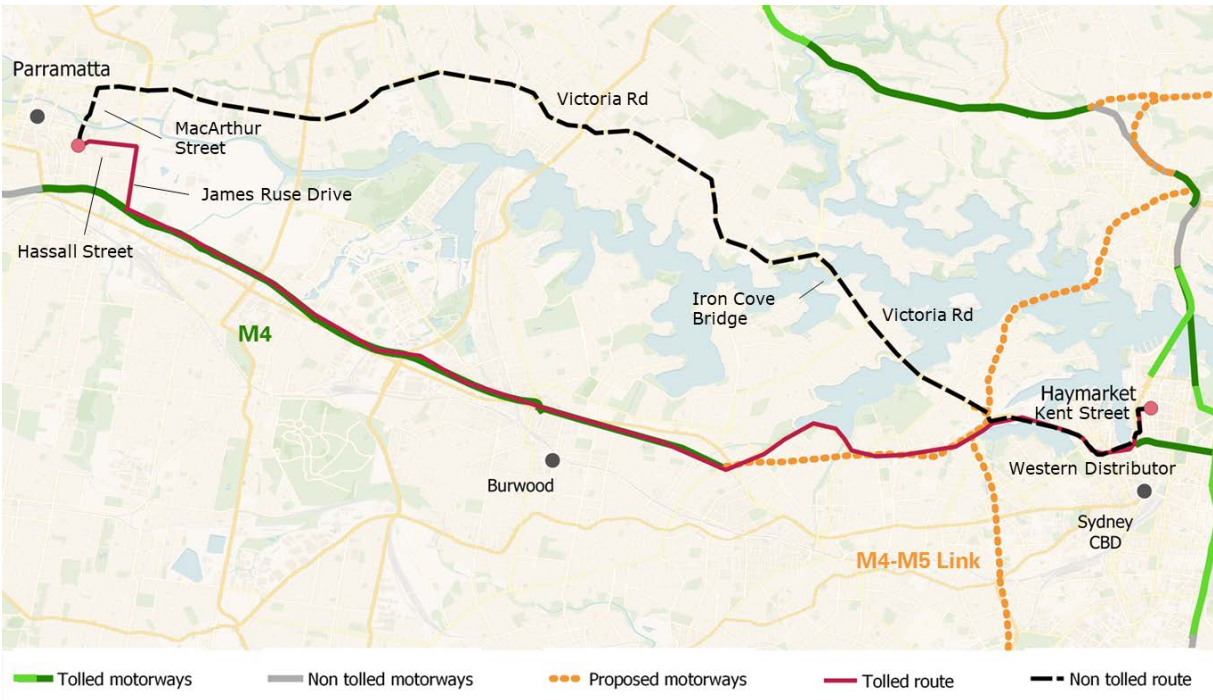 Parramatta
Victoria Rd
MacArthur
Street
James Ruse Drive
Hassall Street
M4
Iron Cove
Bridge
Victoria Rd
Haymarket
Kent Street
Western Distributor
Burwood
Sydney
CBD
M4-M5 Link
Tolled motorways
Non tolled motorways
Proposed motorways
Tolled route
Non tolled route